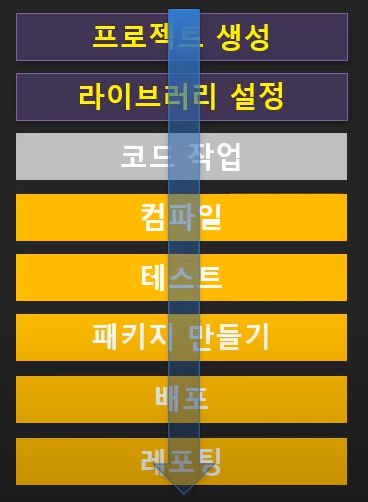 프로젝트 생성
라이브러리 설정
코드 작업
컴파일
테스트
패키지 만들기
배포
레포팅